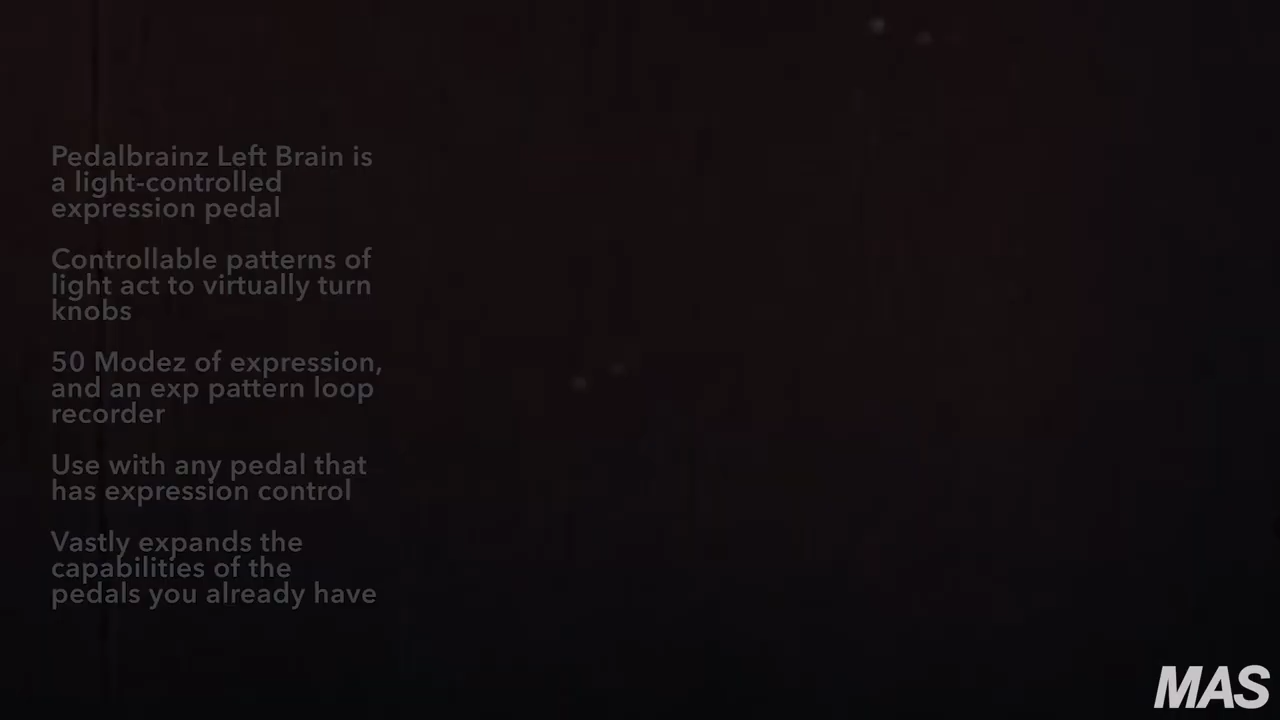 Pedalbrainz Left Brain is
a light-controlled
expression pedal
Controllable patterns of
light act to virtually turn
knobs
50 Modez of expression,
and an exp pattern loop
recorder
Use with any pedal that
has expression control
Vastly expands the
capabilities of the
pedals you already have
MAS